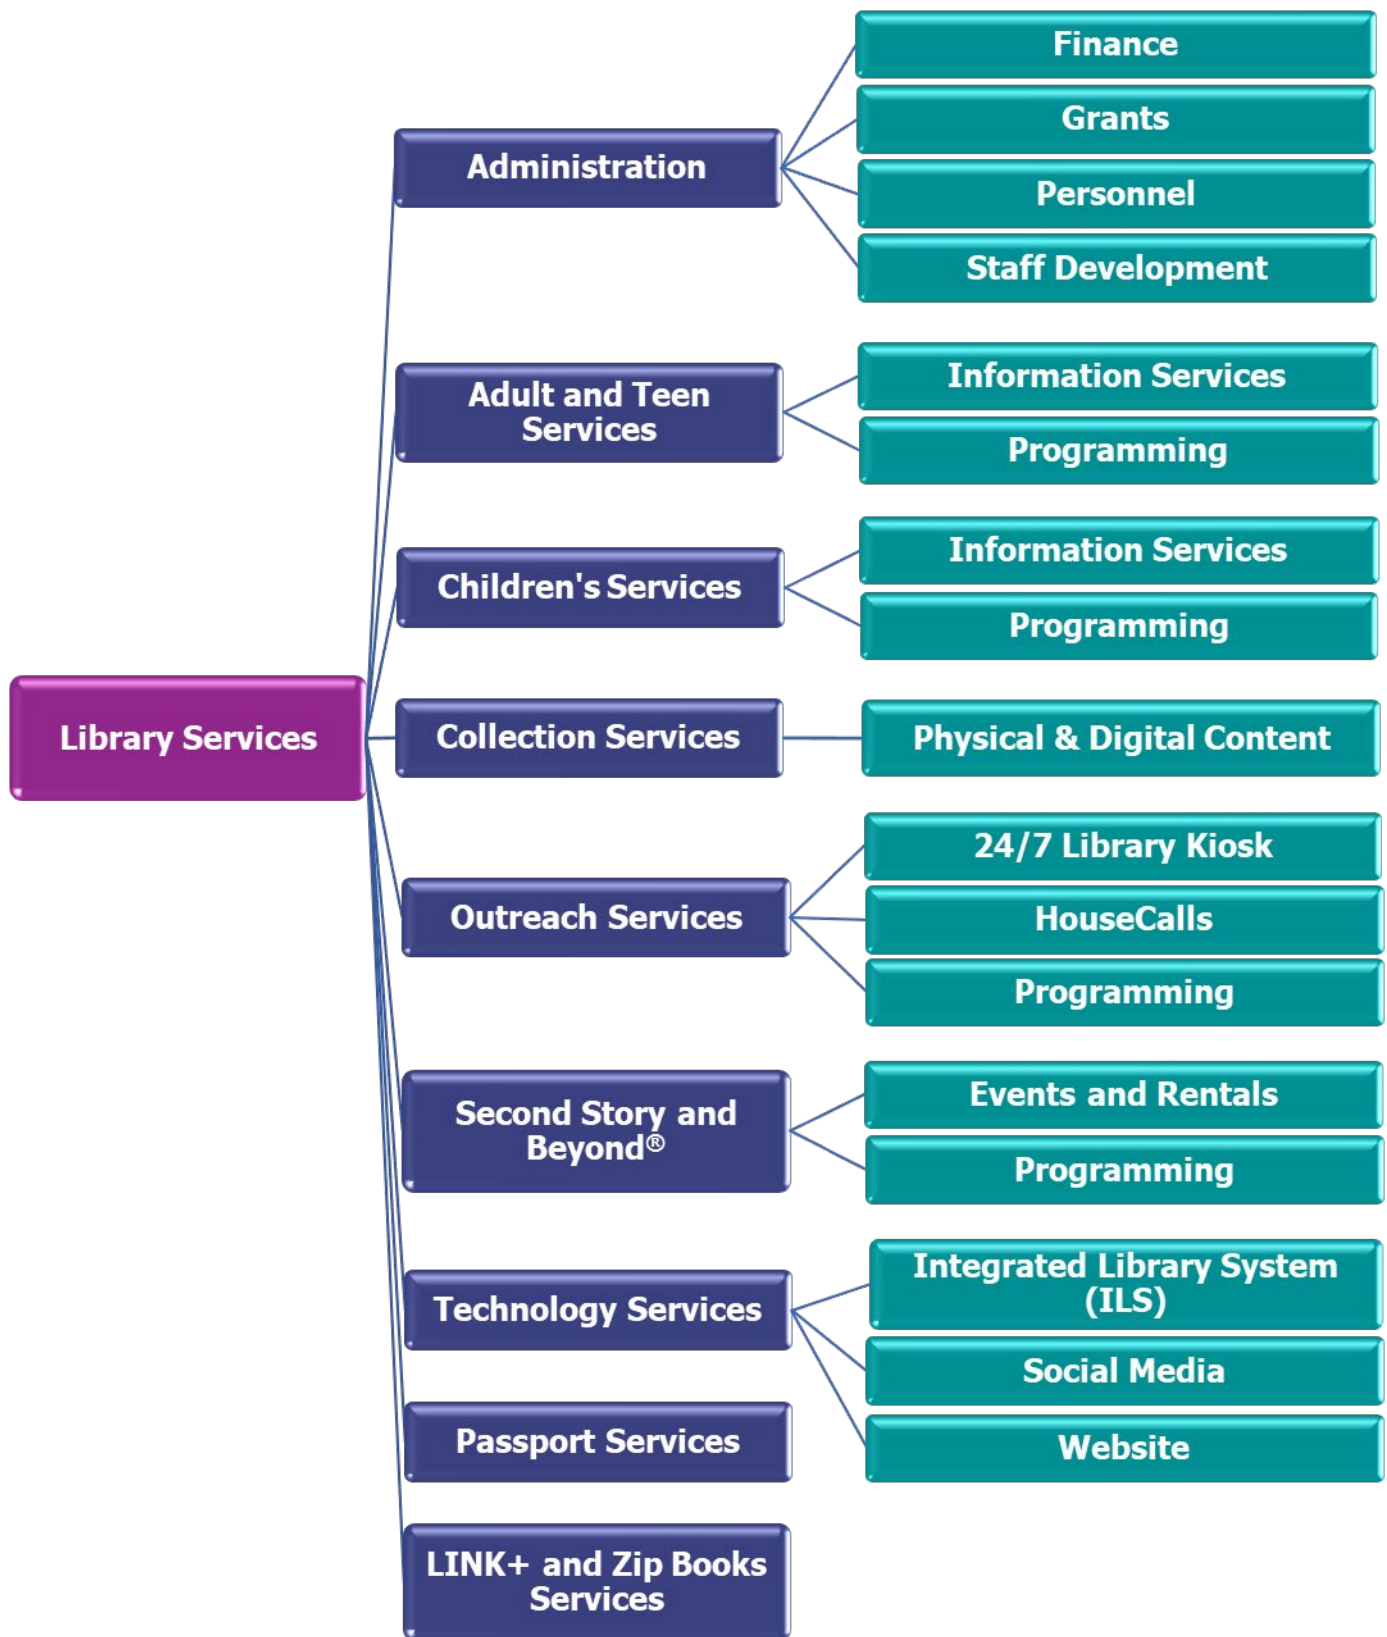 Library Services
Administration
Finance
Grants
Personnel
Staff Development
Adult and Teen
Services
Information Services
Programming
Children's Services
Information Services
Programming
Collection Services
Physical & Digital Content
Outreach Services
24/7 Library Kiosk
HouseCalls
Programming
Second Story and
Beyond®
Events and Rentals
Programming
Technology Services
Integrated Library System
(ILS)
Social Media
Website
Passport Services
LINK+ and Zip Books
Services